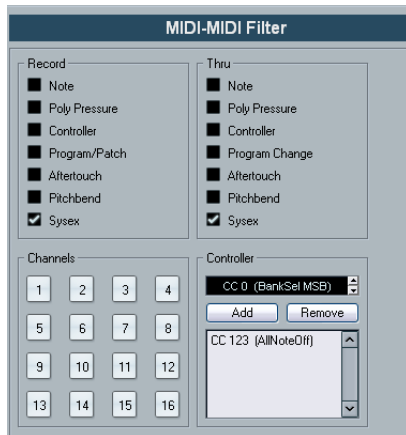 MIDI-MIDI Filter
Record
Note
Poly Pressure
Controller
Program/Patch
Aftertouch
Pitchbend
Sysex
Thru
Note
Poly Pressure
Controller
Program Change
Aftertouch
Pitchbend
Sysex
Channels
1 2 3 4
5 6 7 8
9 10 11 12
13 14 15 16
Controller
CC 0 (BankSel MSB)
Add Remove
CC 123 (AllNoteOff)